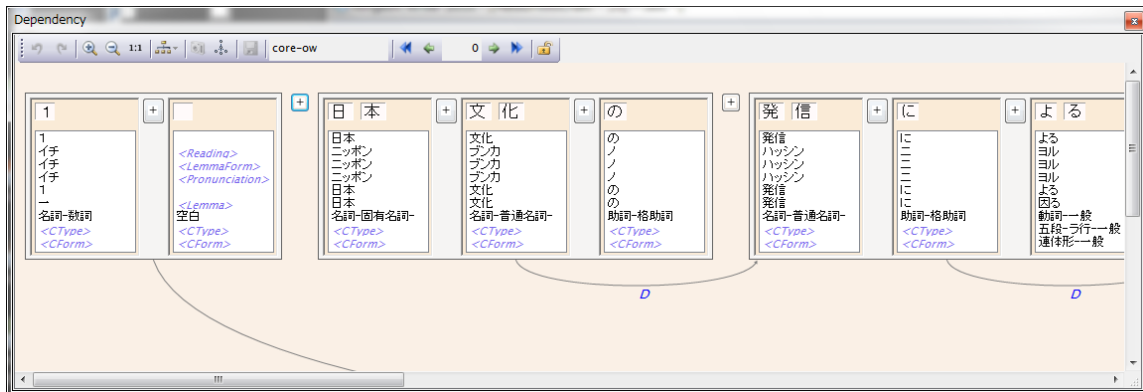 Dependency
1:1 core-ow 0
1 + + 日 本 + 文 化 + の + 発 信 + に + よ る
1
イチ
イチ
イチ
1
一
名詞-数詞
<CType>
<CForm>
<Reading>
<LemmaForm>
<Pronunciation>
<Lemma>
空白
<CType>
<CForm>
日本
ニッポン
ニッポン
ニッポン
日本
日本
名詞-固有名詞-
<CType>
<CForm>
文化
ブンカ
ブンカ
ブンカ
文化
文化
名詞-普通名詞-
<CType>
<CForm>
の
ノ
ノ
ノ
の
の
助詞-格助詞
<CType>
<CForm>
発信
ハッシン
ハッシン
ハッシン
発信
発信
名詞-普通名詞-
<CType>
<CForm>
に
ニ
ニ
ニ
に
に
助詞-格助詞
<CType>
<CForm>
よる
ヨル
ヨル
ヨル
よる
因る
動詞-一般
五段-ラ行-一般
連体形-一般
D
D